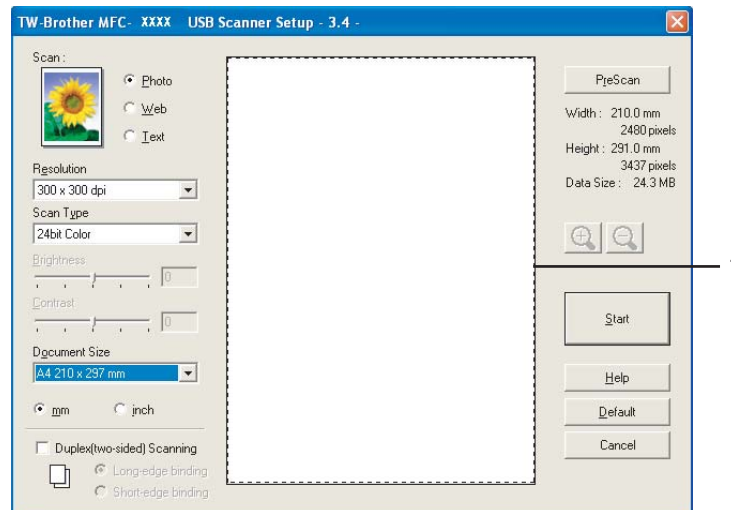 TW-Brother MFC- XXXX USB Scanner Setup - 3.4 -
Scan :
Photo
Web
Text
Resolution
300 x 300 dpi
Scan Type
24bit Color
Brightness
0
Contrast
0
Document Size
A4 210 x 297 mm
mm inch
Duplex(two-sided) Scanning
Long-edge binding
Short-edge binding
PreScan
Width : 210.0 mm
2480 pixels
Height : 291.0 mm
3437 pixels
Data Size : 24.3 MB
Start
Help
Default
Cancel